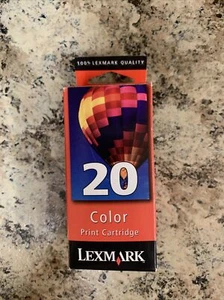 100% LEXMARK QUALITY
20
Color
Print Cartridge
LEXMARK